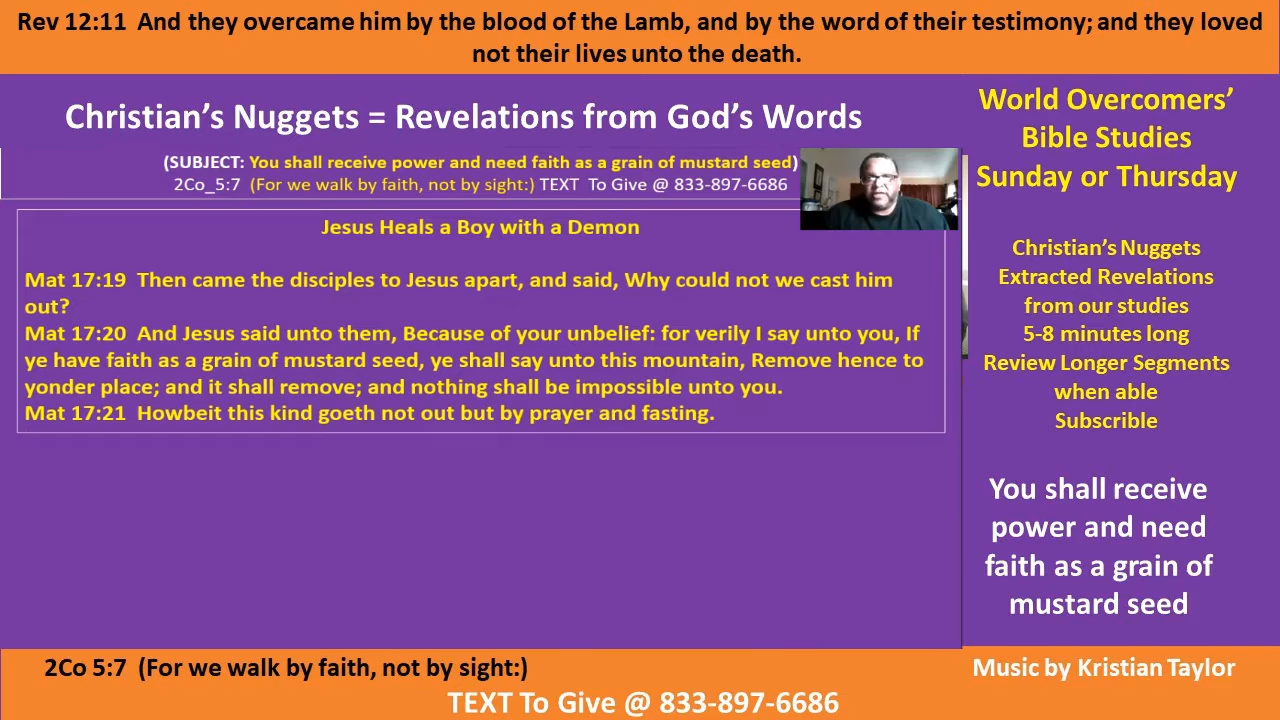 Rev 12:11  And they overcame him by the blood of the Lamb, and by the word of their testimony; and they loved
not their lives unto the death.
Christian's Nuggets = Revelations from God's Words
(SUBJECT: You shall receive power and need faith as a grain of mustard seed)
2Co_5:7  (For we walk by faith, not by sight:) TEXT  To Give @ 833-897-6686
Jesus Heals a Boy with a Demon
Mat 17:19  Then came the disciples to Jesus apart, and said, Why could not we cast him
out?
Mat 17:20  And Jesus said unto them, Because of your unbelief: for verily I say unto you, If
ye have faith as a grain of mustard seed, ye shall say unto this mountain, Remove hence to
yonder place; and it shall remove; and nothing shall be impossible unto you.
Mat 17:21  Howbeit this kind goeth not out but by prayer and fasting.
World Overcomers'
Bible Studies
Sunday or Thursday
Christian's Nuggets
Extracted Revelations
from our studies
5-8 minutes long
Review Longer Segments
when able
Subscrible
You shall receive
power and need
faith as a grain of
mustard seed
2Co 5:7  (For we walk by faith, not by sight:)
Music by Kristian Taylor
TEXT To Give @ 833-897-6686